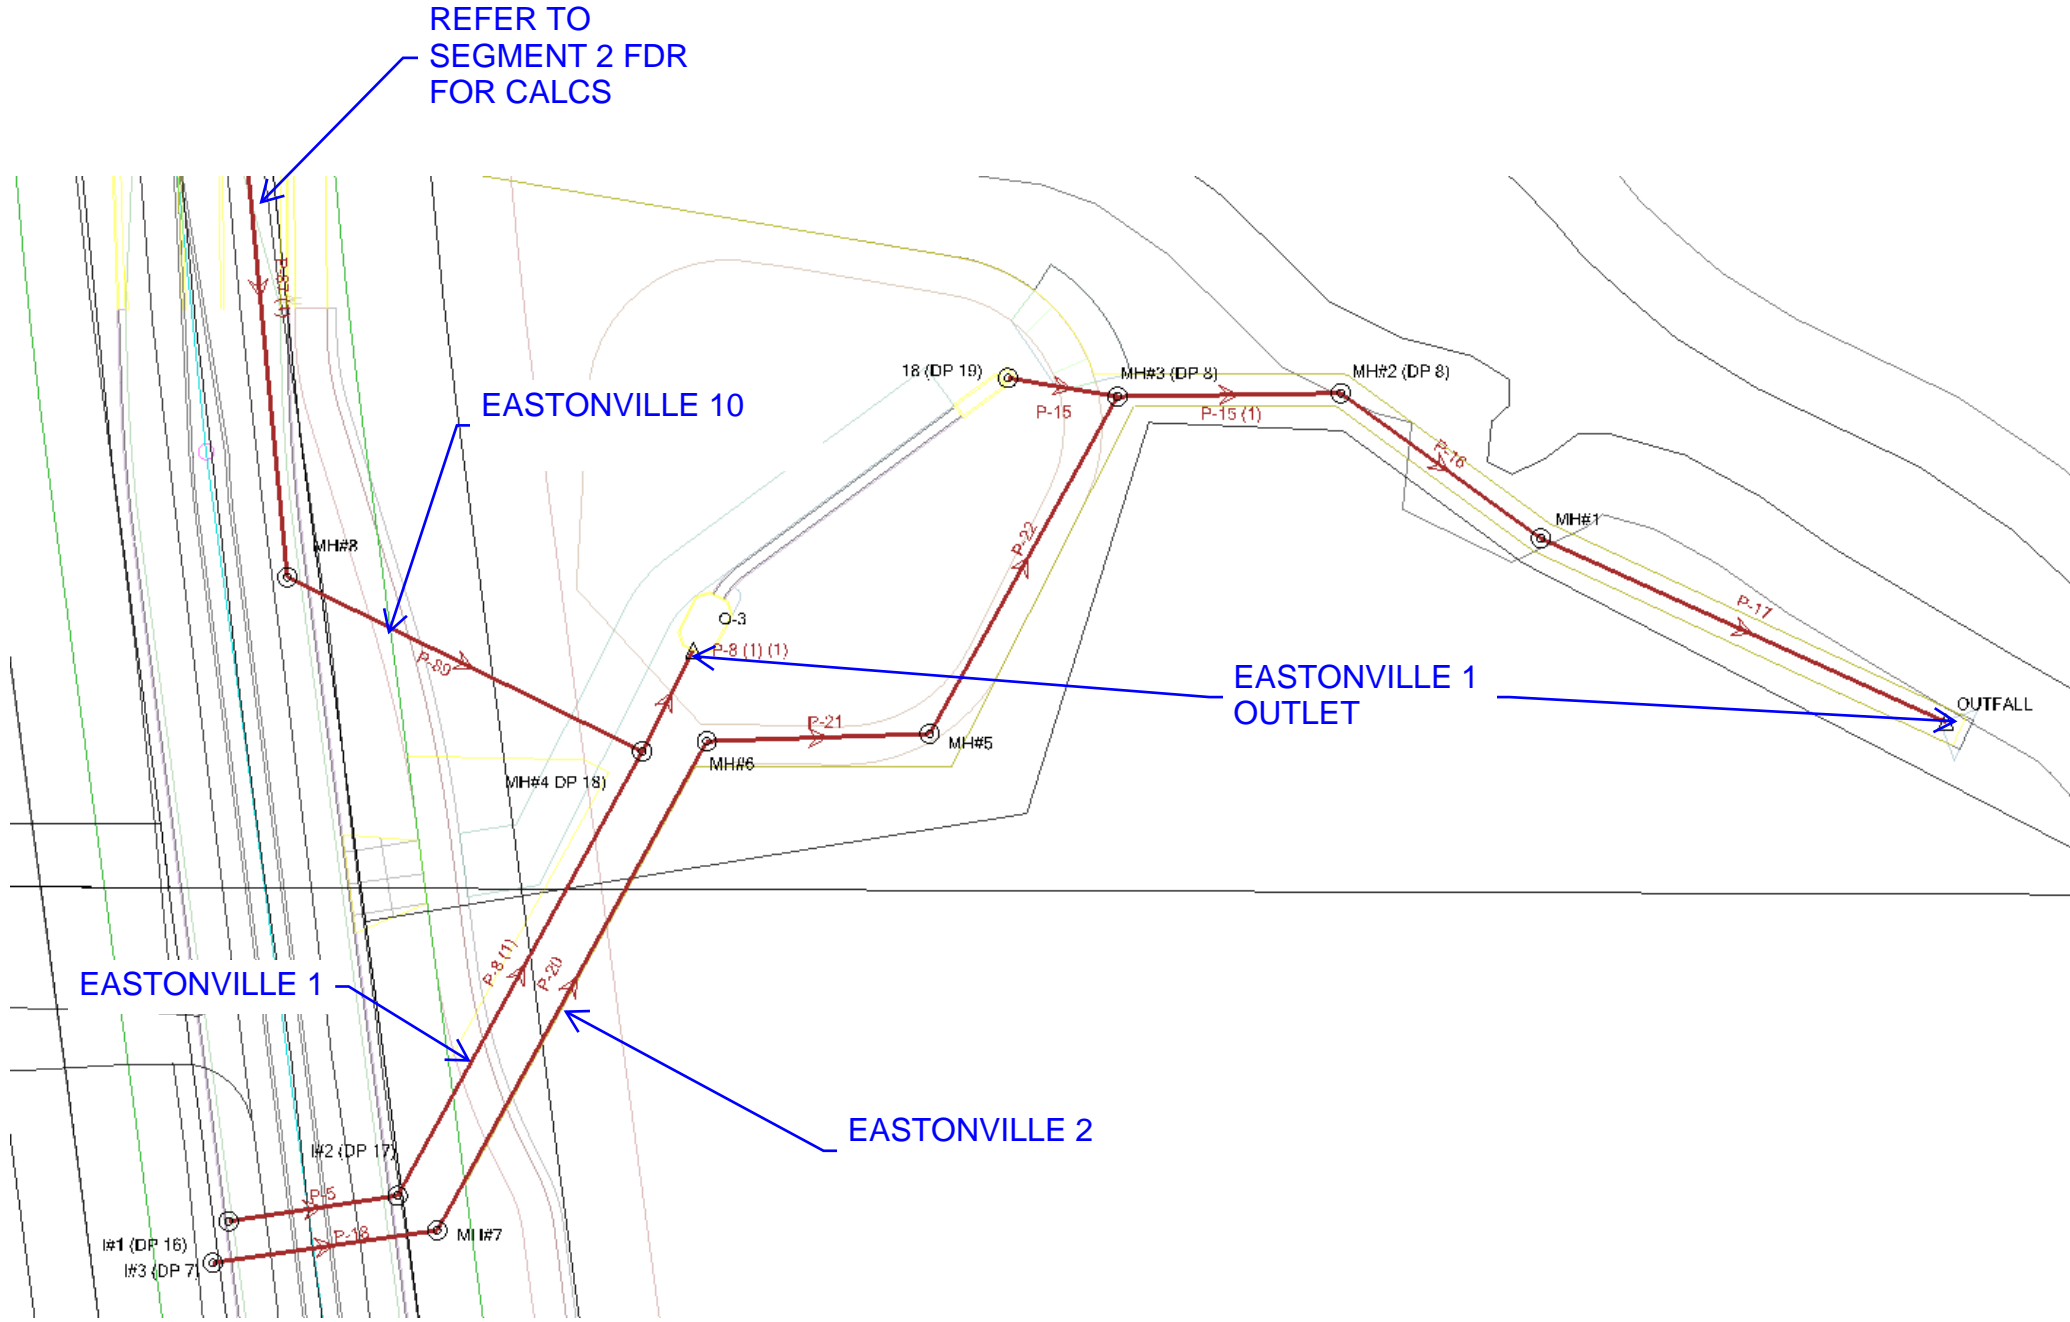 REFER TO
SEGMENT 2 FDR
FOR CALCS
18 (DP 19)
MH#3 (DP 8)
MH#2 (DP 8)
P-15
P-15 (1)
EASTONVILLE 10
P-16
MH#1
MH#8
P-22
P-17
O-3
P-8 (1) (1)
P-89
EASTONVILLE 1
OUTLET
OUTFALL
P-21
MH#5
MH#6
MH#4 DP 18)
P-8 (1)
P-20
EASTONVILLE 1
EASTONVILLE 2
I#2 (DP 17)
P-5
P-18
MH#7
I#1 (DP 16)
I#3 (DP 7)